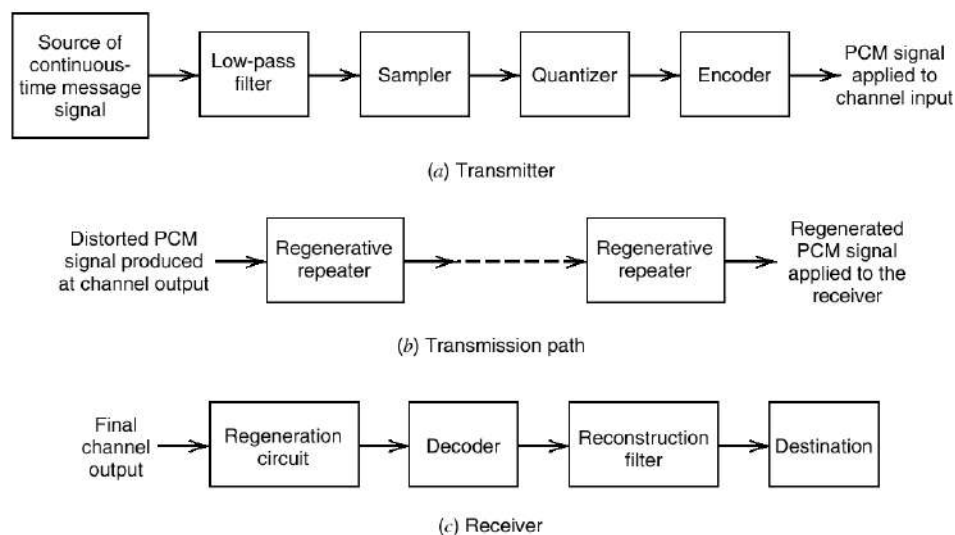 Source of
continuous-
time message
signal
Low-pass
filter
Sampler
Quantizer
Encoder
PCM signal
applied to
channel input
(a) Transmitter
Distorted PCM
signal produced
at channel output
Regenerative
repeater
Regenerative
repeater
Regenerated
PCM signal
applied to the
receiver
(b) Transmission path
Final
channel
output
Regeneration
circuit
Decoder
Reconstruction
filter
Destination
(c) Receiver